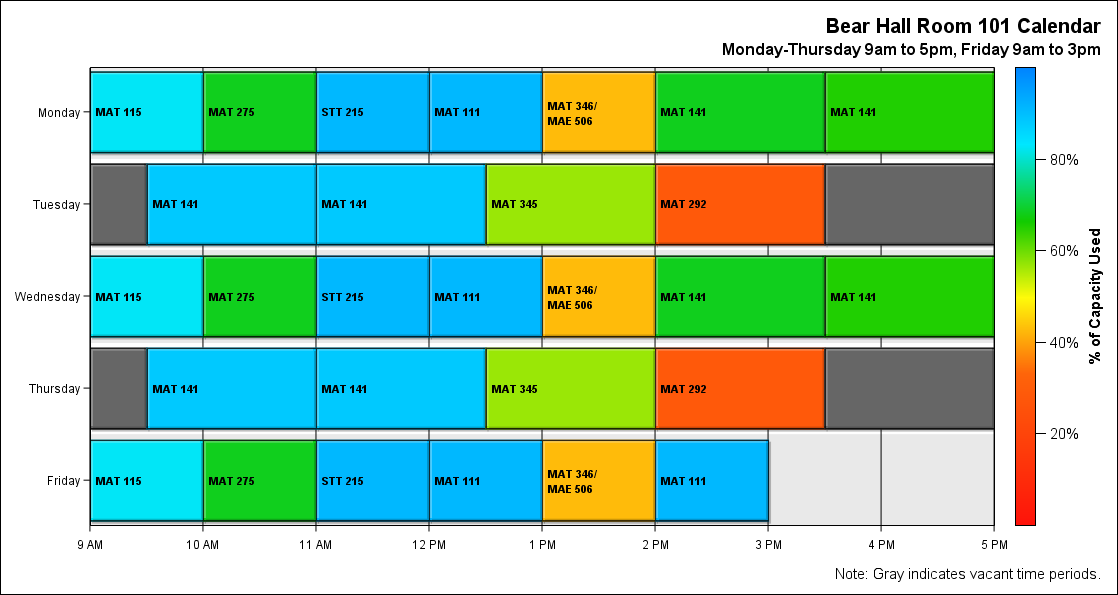 Bear Hall Room 101 Calendar
Monday-Thursday 9am to 5pm, Friday 9am to 3pm
Monday
MAT 115
MAT 275
STT 215
MAT 111
MAT 346/
MAE 506
MAT 141
MAT 141
Tuesday
MAT 141
MAT 141
MAT 345
MAT 292
Wednesday
MAT 115
MAT 275
STT 215
MAT 111
MAT 346/
MAE 506
MAT 141
MAT 141
Thursday
MAT 141
MAT 141
MAT 345
MAT 292
Friday
MAT 115
MAT 275
STT 215
MAT 111
MAT 346/
MAE 506
MAT 111
9 AM
10 AM
11 AM
12 PM
1 PM
2 PM
3 PM
4 PM
5 PM
80%
60%
40%
20%
% of Capacity Used
Note: Gray indicates vacant time periods.